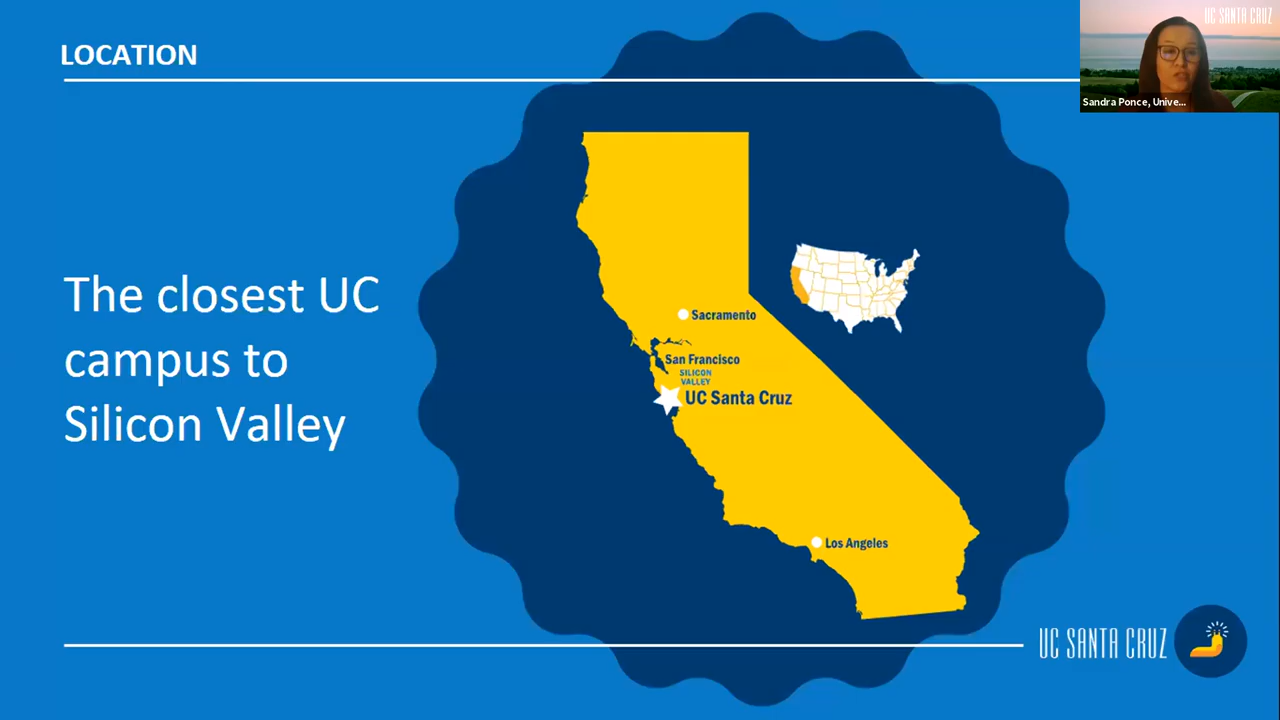 LOCATION
UC SANTA CRUZ
Sandra Ponce, Unive...
The closest UC
campus to
Silicon Valley
Sacramento
San Francisco
SILICON
VALLEY
UC Santa Cruz
Los Angeles
UC SANTA CRUZ